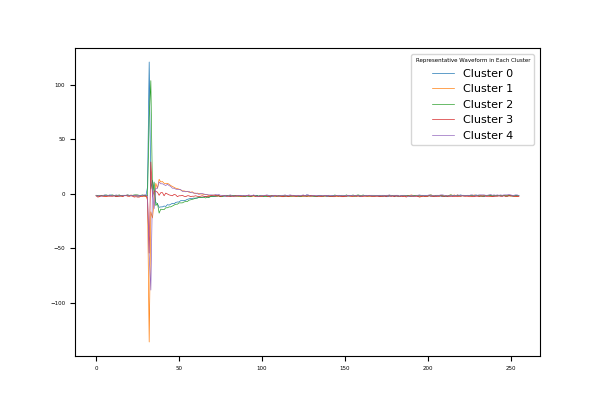 Representative Waveform in Each Cluster
Cluster 0
Cluster 1
Cluster 2
Cluster 3
Cluster 4
100
50
0
−50
−100
0 50 100 150 200 250